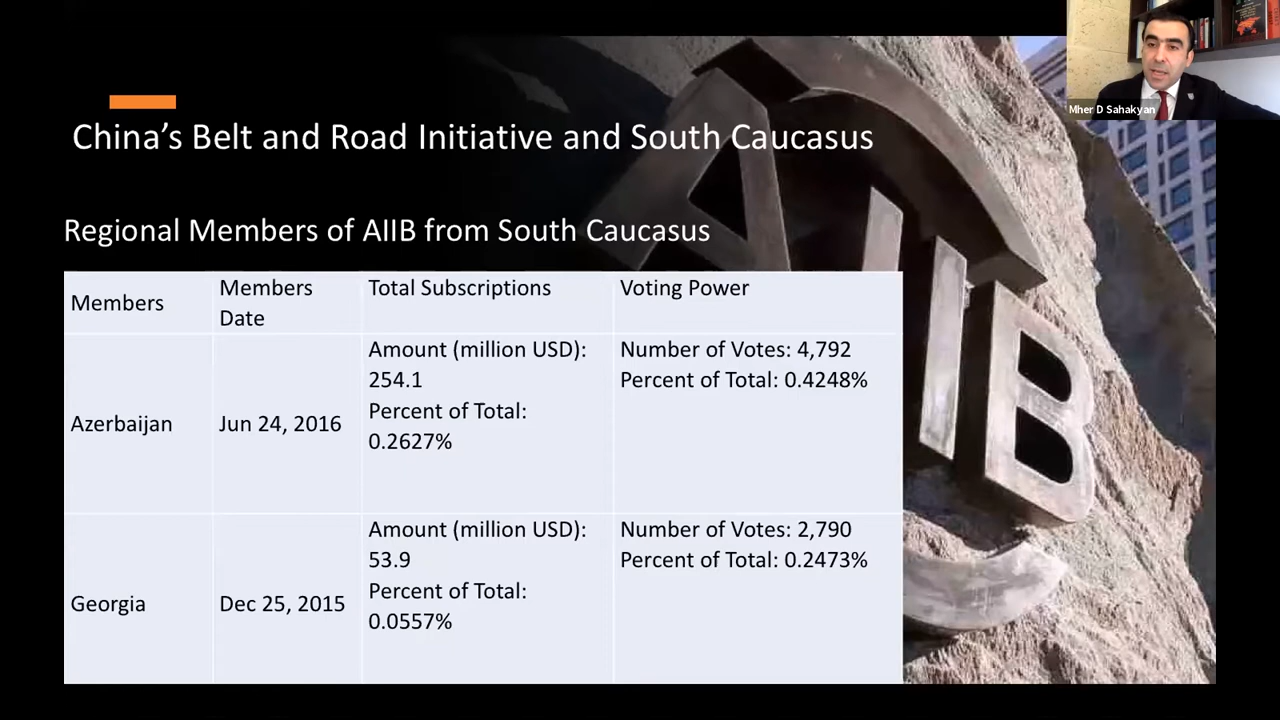 Mher D Sahakyan
China's Belt and Road Initiative and South Caucasus
Regional Members of AIIB from South Caucasus
Members
Members
Date
Total Subscriptions
Voting Power
Azerbaijan
Jun 24, 2016
Amount (million USD):
254.1
Percent of Total:
0.2627%
Number of Votes: 4,792
Percent of Total: 0.4248%
Georgia
Dec 25, 2015
Amount (million USD):
53.9
Percent of Total:
0.0557%
Number of Votes: 2,790
Percent of Total: 0.2473%
AIIB